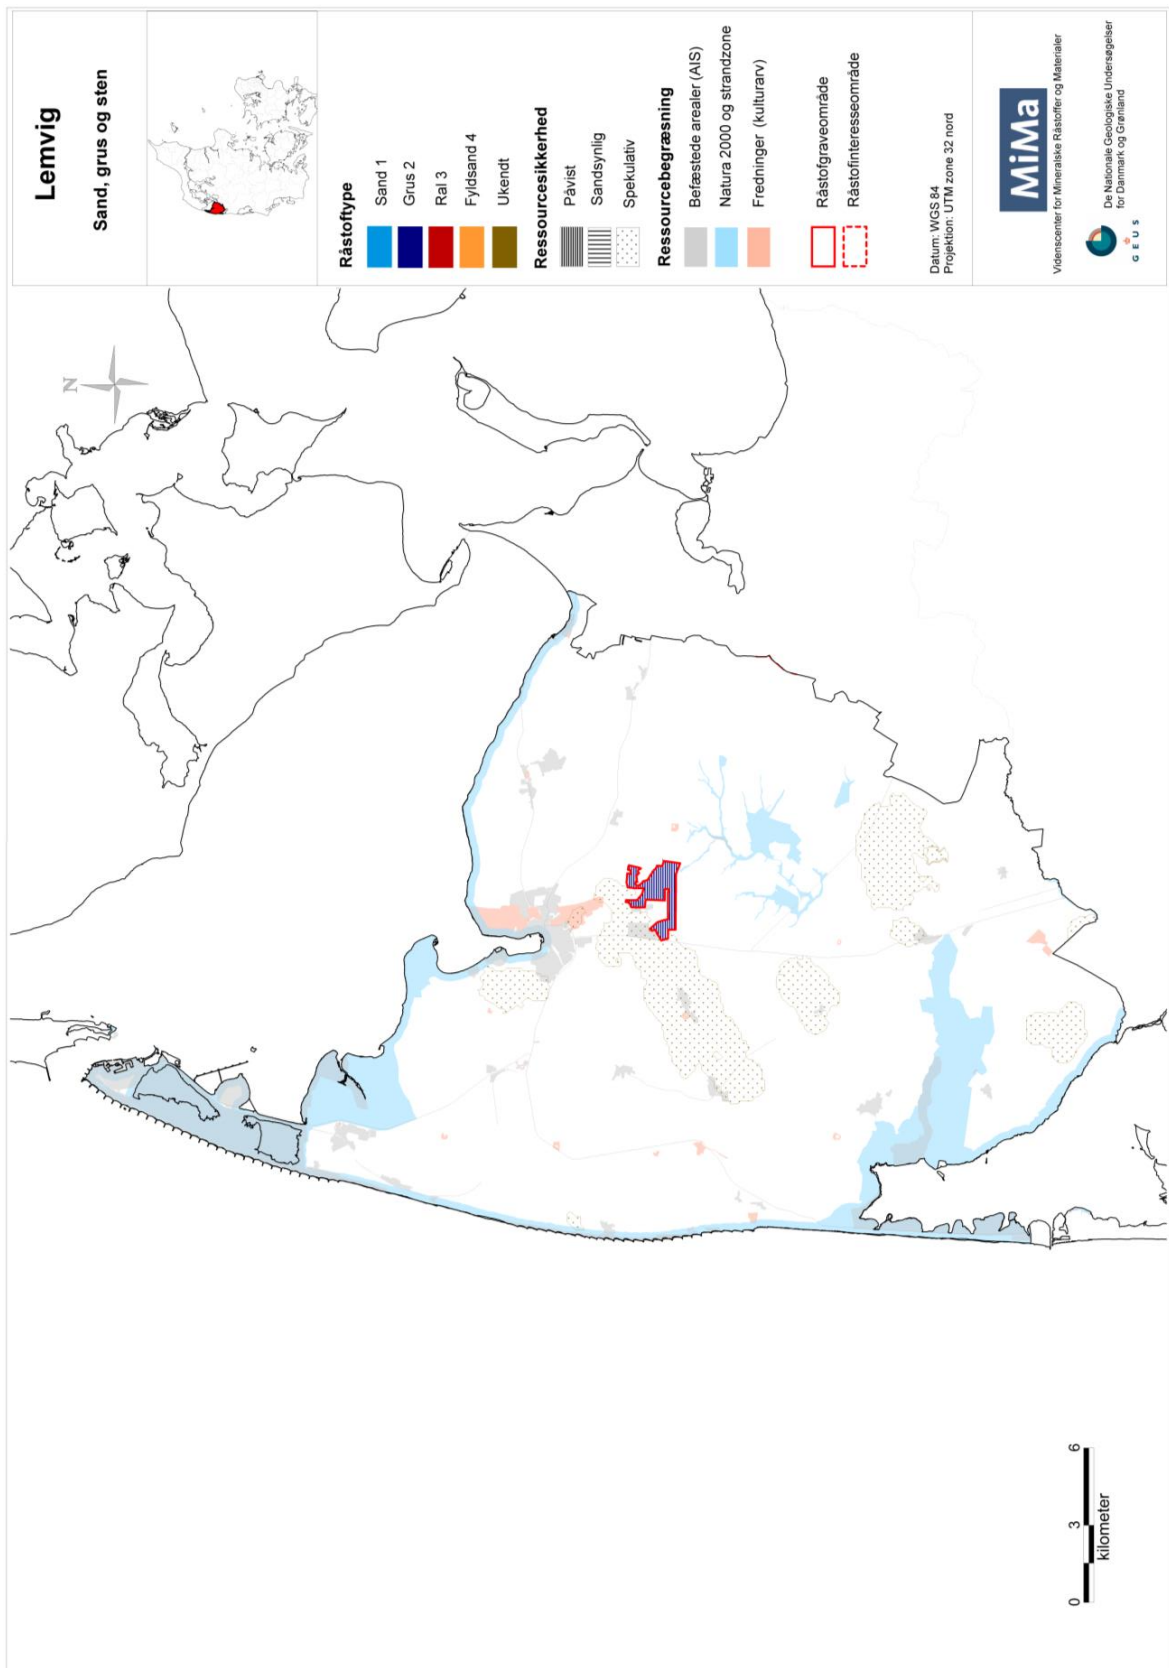 Lemvig
Sand, grus og sten
Råstoftype
Sand 1
Grus 2
Ral 3
Fyldsand 4
Ukendt
Ressourcesikkerhed
Påvist
Sandsynlig
Spekulativ
Ressourcebegræsning
Befæstede arealer (AIS)
Natura 2000 og strandzone
Fredninger (kulturarv)
Råstofgraveområde
Råstofinteresseområde
Datum: WGS 84
Projektion: UTM zone 32 nord
MiMa
Videnscenter for Mineralske Råstoffer og Materialer
G E U S
De Nationale Geologiske Undersøgelser
for Danmark og Grønland
N
0 3 6
kilometer